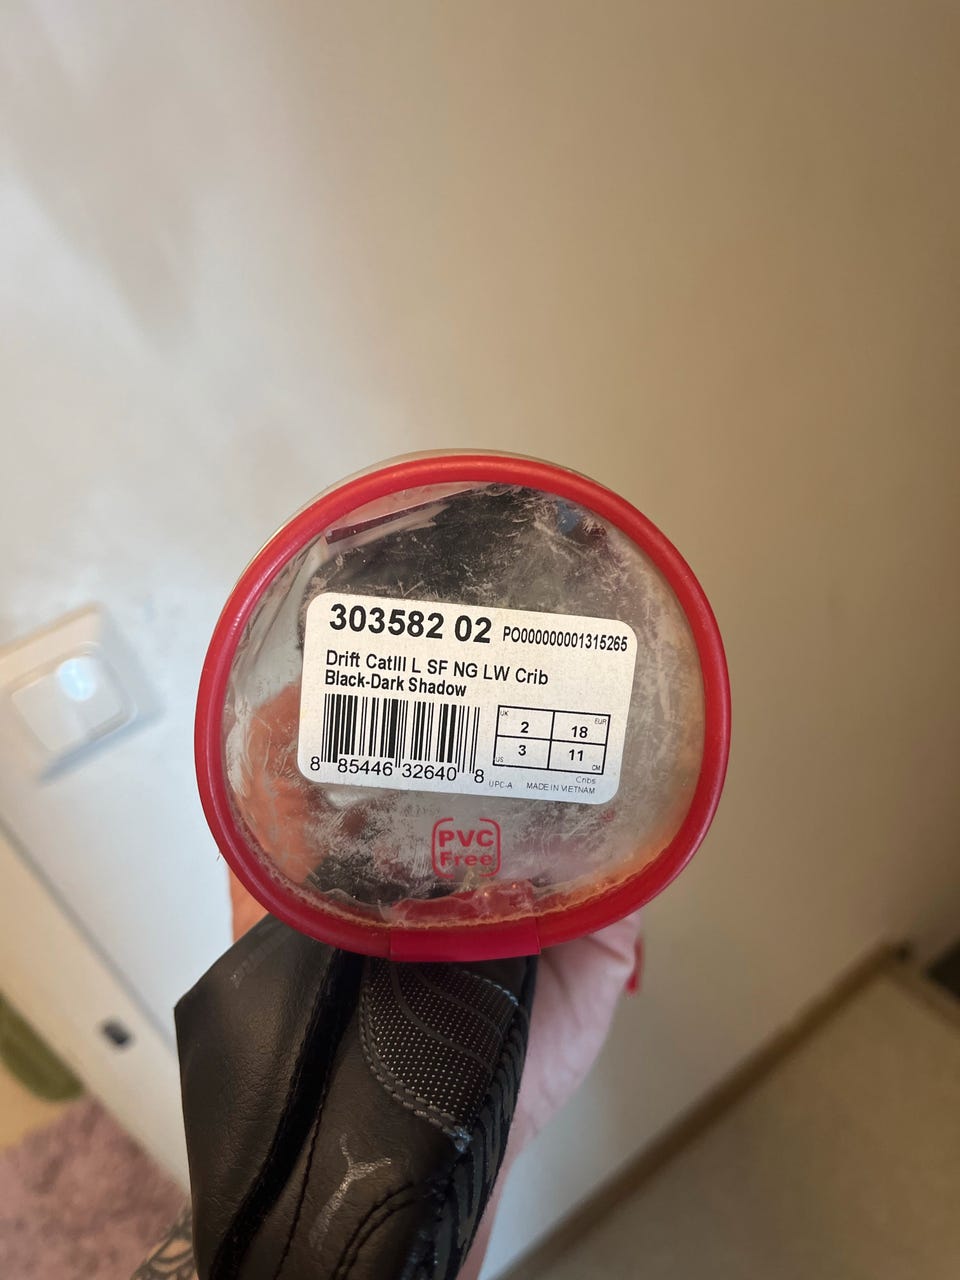 303582 02 PO000000001315265
Drift CatIII L SF NG LW Crib
Black-Dark Shadow
UK 2 18 EUR
US 3 11 CM
8 85446 32640 8
Cribs
UPC-A MADE IN VIETNAM
PVC
Free